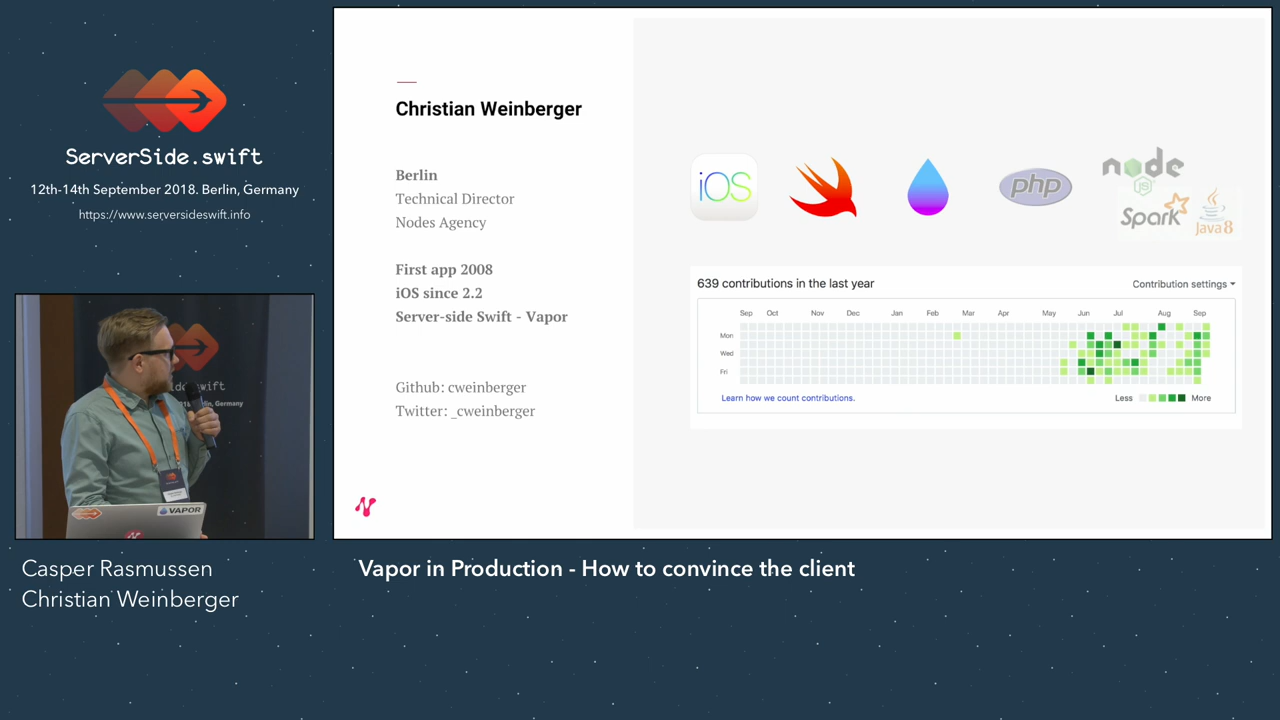 ServerSide.swift
12th-14th September 2018. Berlin, Germany
https://www.serversideswift.info
Christian Weinberger
Berlin
Technical Director
Nodes Agency
First app 2008
iOS since 2.2
Server-side Swift - Vapor
Github: cweinberger
Twitter: _cweinberger
iOS
php
node
JS
Spark
Java 8
639 contributions in the last year
Contribution settings
Sep Oct Nov Dec Jan Feb Mar Apr May Jun Jul Aug Sep
Mon
Wed
Fri
Learn how we count contributions.
Less
More
VAPOR
Casper Rasmussen
Christian Weinberger
Vapor in Production - How to convince the client